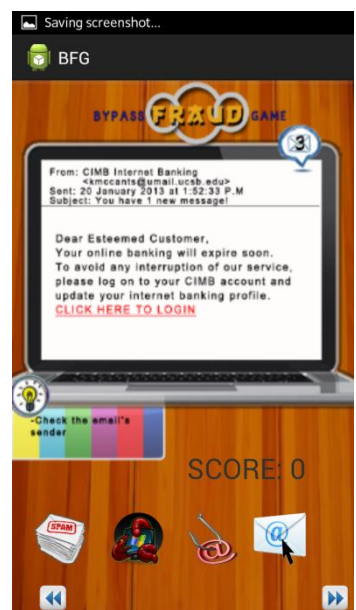 Saving screenshot...
BFG
BYPASS FRAUD GAME
3
From: CIMB Internet Banking
<kmccants@umail.ucsb.edu>
Sent: 20 January 2013 at 1:52:33 P.M
Subject: You have 1 new message!
Dear Esteemed Customer,
Your online banking will expire soon.
To avoid any interruption of our service,
please log on to your CIMB account and
update your internet banking profile.
CLICK HERE TO LOGIN
-Check the email's
sender
SCORE: 0
SPAM
@
@